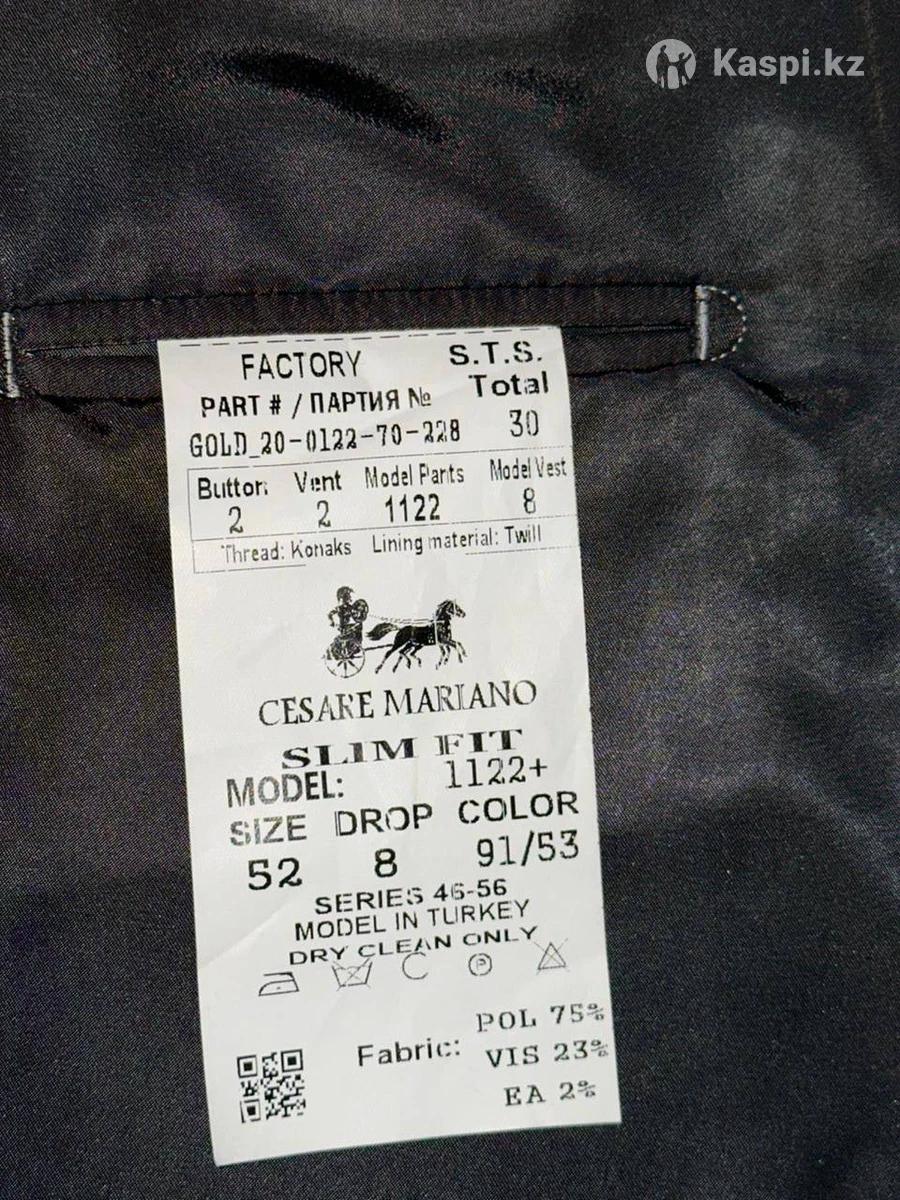 Kaspi.kz
FACTORY S.T.S.
PART # / ПАРТИЯ № Total
GOLD_20-0122-70-228 30
Button Vent Model Pants Model Vest
2 2 1122 8
Thread: Konaks Lining material: Twill
CESARE MARIANO
SLIM FIT
MODEL: 1122+
SIZE DROP COLOR
52 8 91/53
SERIES 46-56
MODEL IN TURKEY
DRY CLEAN ONLY
P
Fabric: POL 75%
VIS 23%
EA 2%